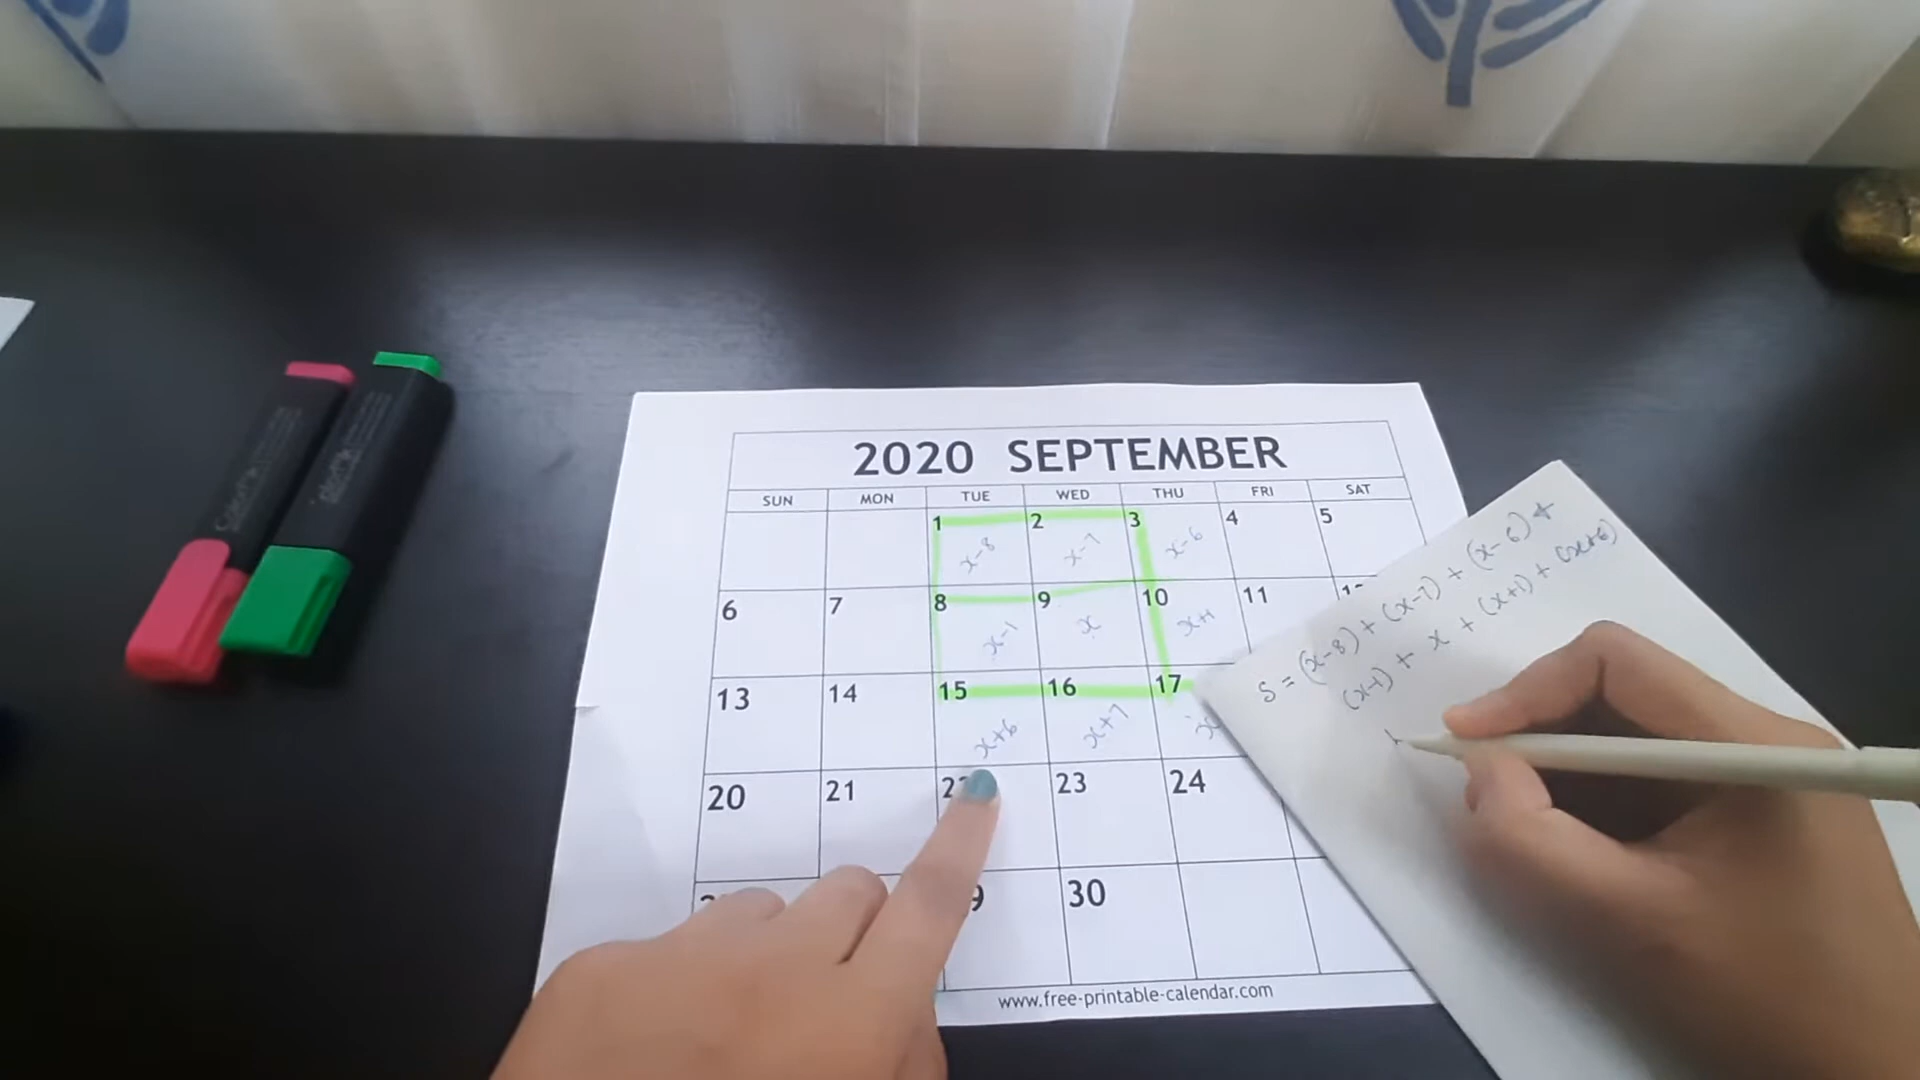 2020 SEPTEMBER
SUN MON TUE WED THU FRI SAT
1 2 3 4 5
x-8 x-7 x-6
6 7 8 9 10 11
x-1 x x+1
13 14 15 16 17
x+6 x+7
20 21 23 24
30
www.free-printable-calendar.com
S = (x-8) + (x-7) + (x-6) +
(x-1) + x + (x+1) + (x+6)